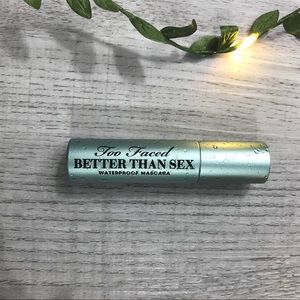 Too Faced
BETTER THAN SEX
WATERPROOF MASCARA